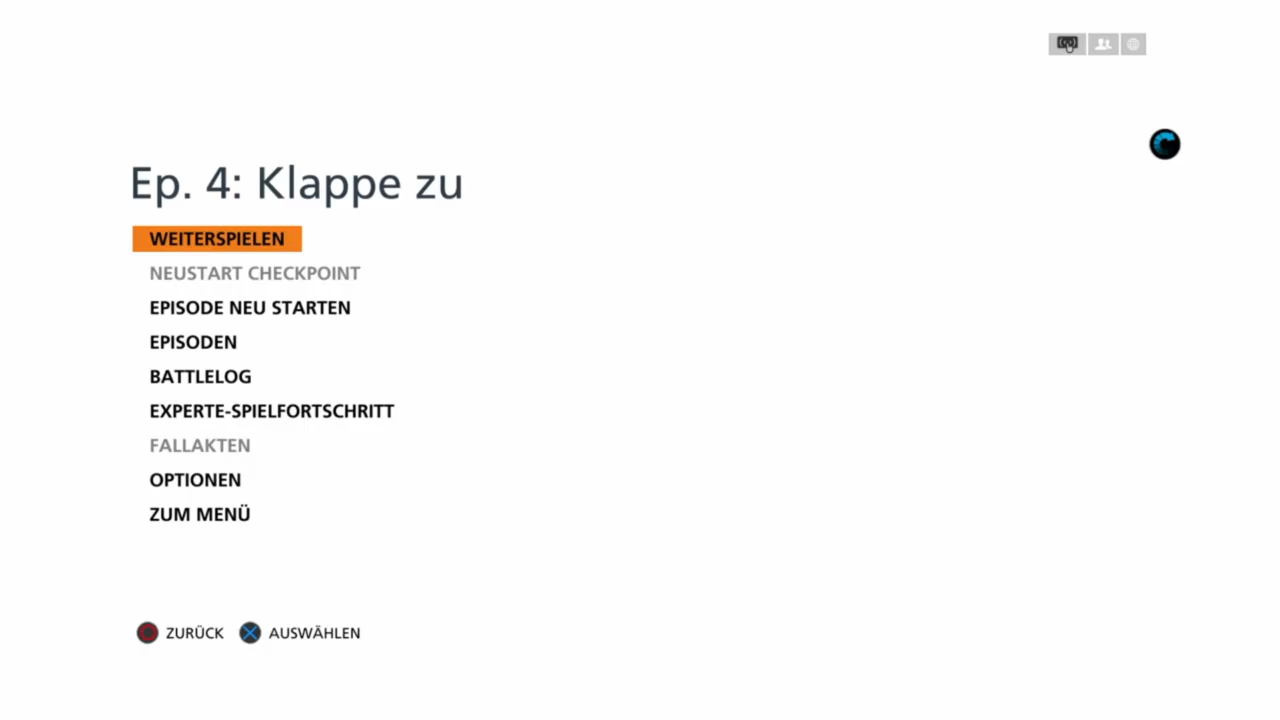 Ep. 4: Klappe zu
WEITERSPIELEN
NEUSTART CHECKPOINT
EPISODE NEU STARTEN
EPISODEN
BATTLELOG
EXPERTE-SPIELFORTSCHRITT
FALLAKTEN
OPTIONEN
ZUM MENÜ
ZURÜCK AUSWÄHLEN